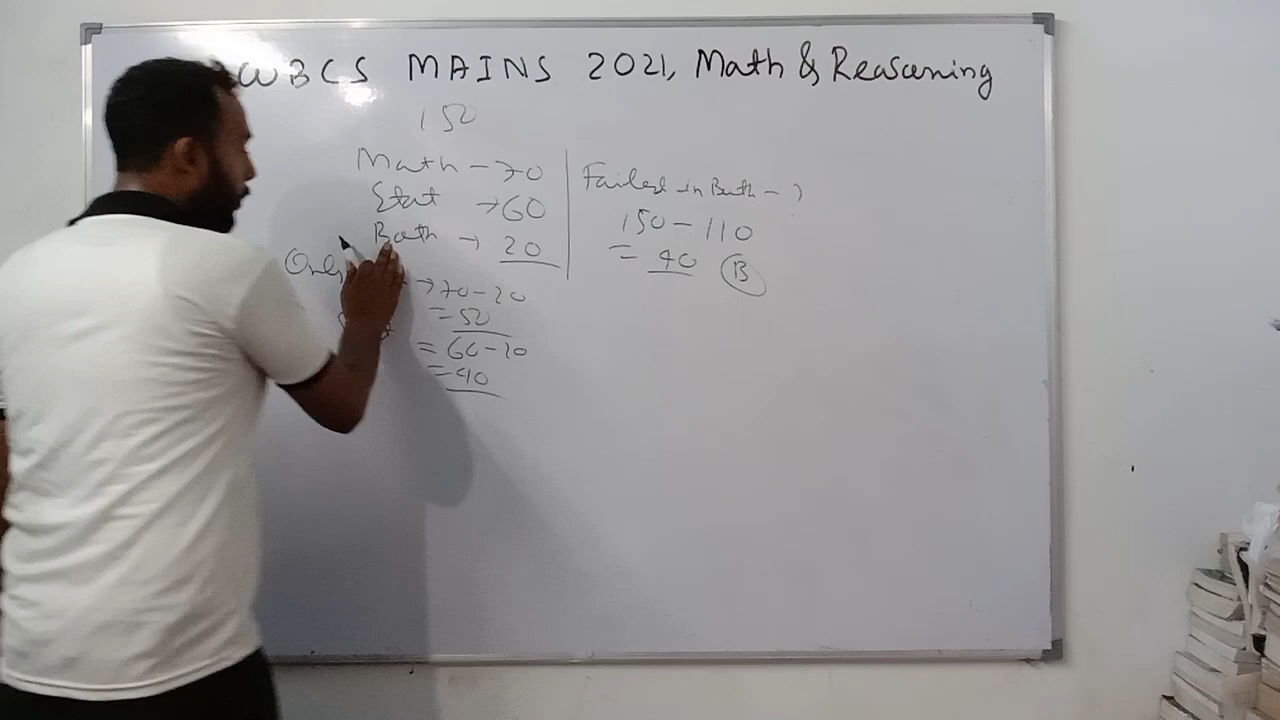 WBCS MAINS 2021, Math & Reasoning
150
Math → 70
Stat → 60
Both → 20
Only → 70-20
= 50
= 60-20
= 40
Failed in Both - ?
150-110
= 40 (B)